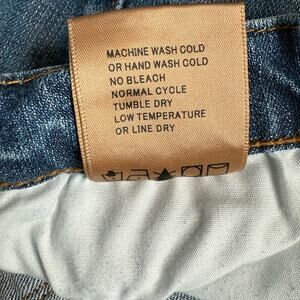 MACHINE WASH COLD
OR HAND WASH COLD
NO BLEACH
NORMAL CYCLE
TUMBLE DRY
LOW TEMPERATURE
OR LINE DRY